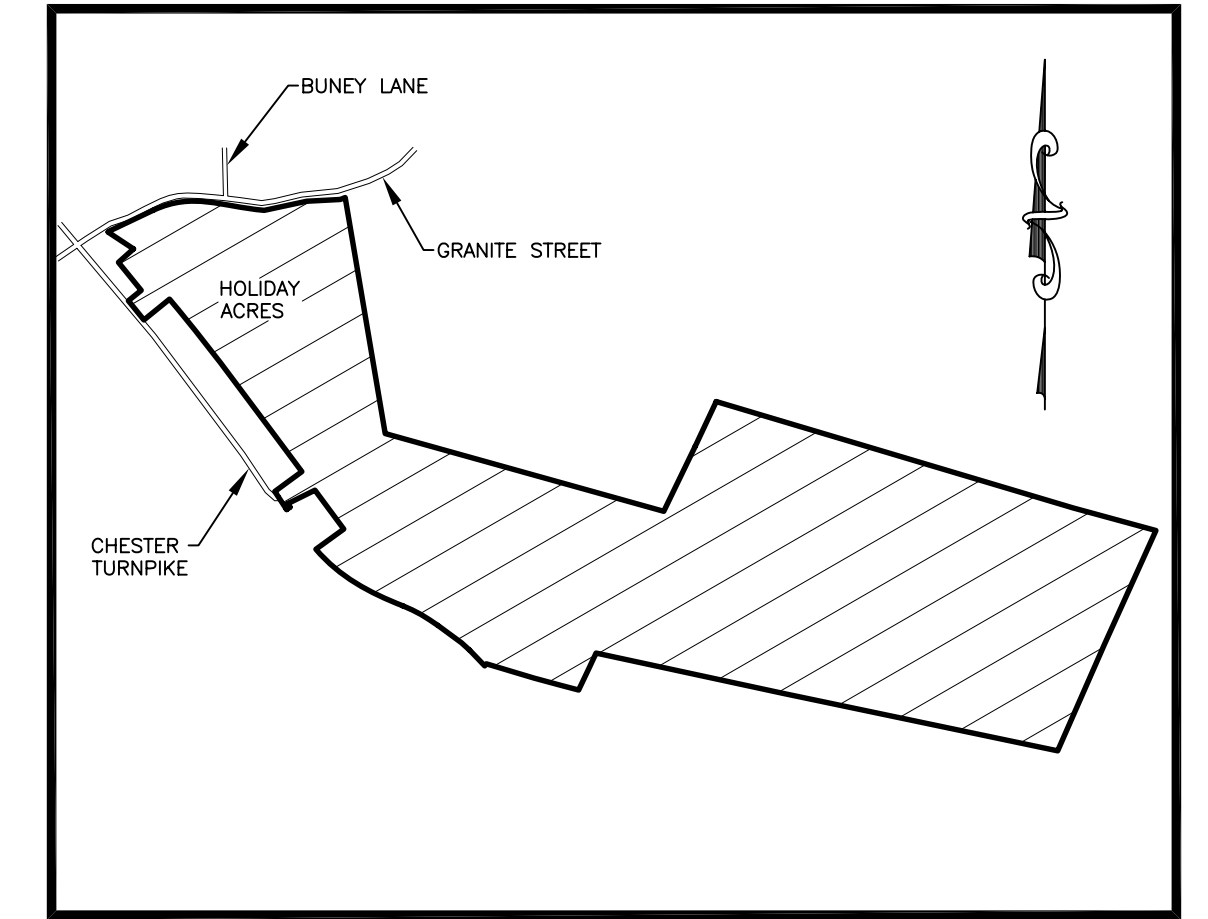 BUNEY LANE
GRANITE STREET
HOLIDAY
ACRES
CHESTER
TURNPIKE